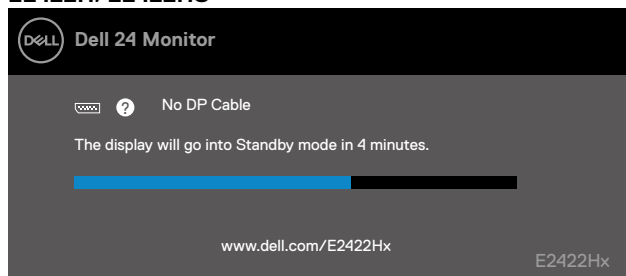 DELL Dell 24 Monitor
? No DP Cable
The display will go into Standby mode in 4 minutes.
www.dell.com/E2422Hx
E2422Hx